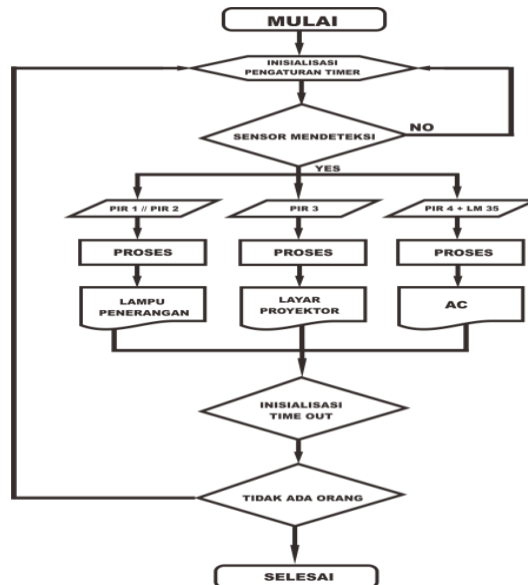 MULAI
INISIALISASI
PENGATURAN TIMER
SENSOR MENDETEKSI
NO
YES
PIR 1 // PIR 2
PIR 3
PIR 4 + LM 35
PROSES
PROSES
PROSES
LAMPU
PENERANGAN
LAYAR
PROYEKTOR
AC
INISIALISASI
TIME OUT
TIDAK ADA ORANG
SELESAI